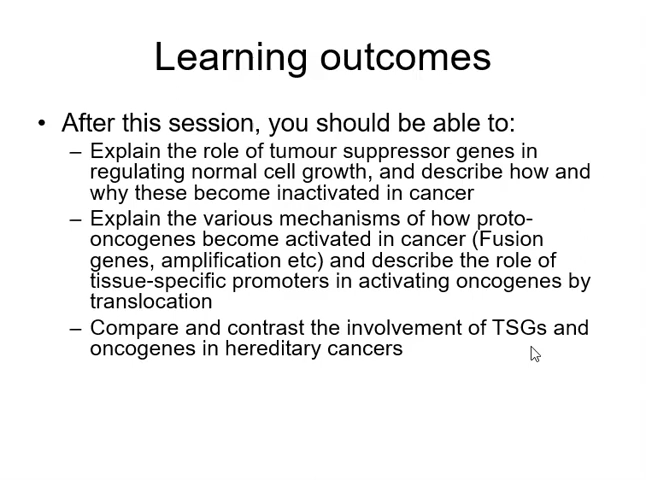 Learning outcomes
• After this session, you should be able to:
– Explain the role of tumour suppressor genes in
regulating normal cell growth, and describe how and
why these become inactivated in cancer
– Explain the various mechanisms of how proto-
oncogenes become activated in cancer (Fusion
genes, amplification etc) and describe the role of
tissue-specific promoters in activating oncogenes by
translocation
– Compare and contrast the involvement of TSGs and
oncogenes in hereditary cancers